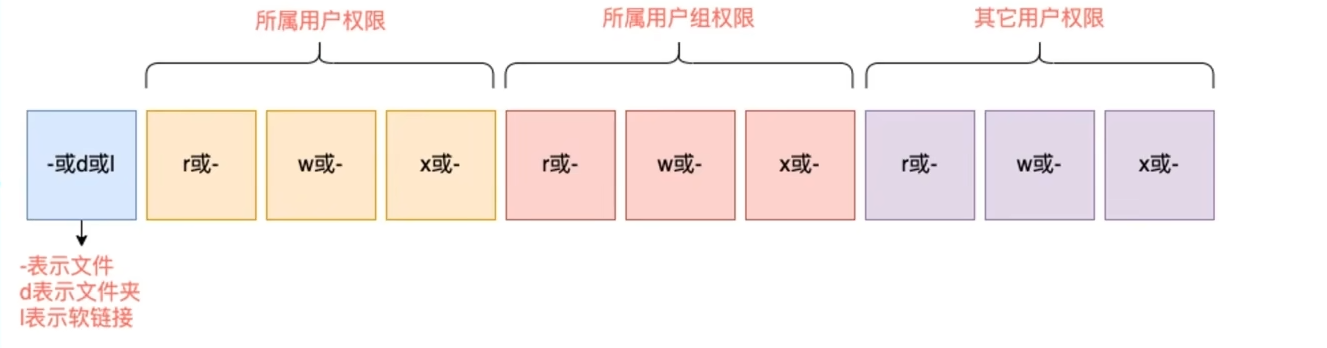 所属用户权限
所属用户组权限
其它用户权限
-或d或l
r或-
w或-
x或-
r或-
w或-
x或-
r或-
w或-
x或-
-表示文件
d表示文件夹
l表示软链接